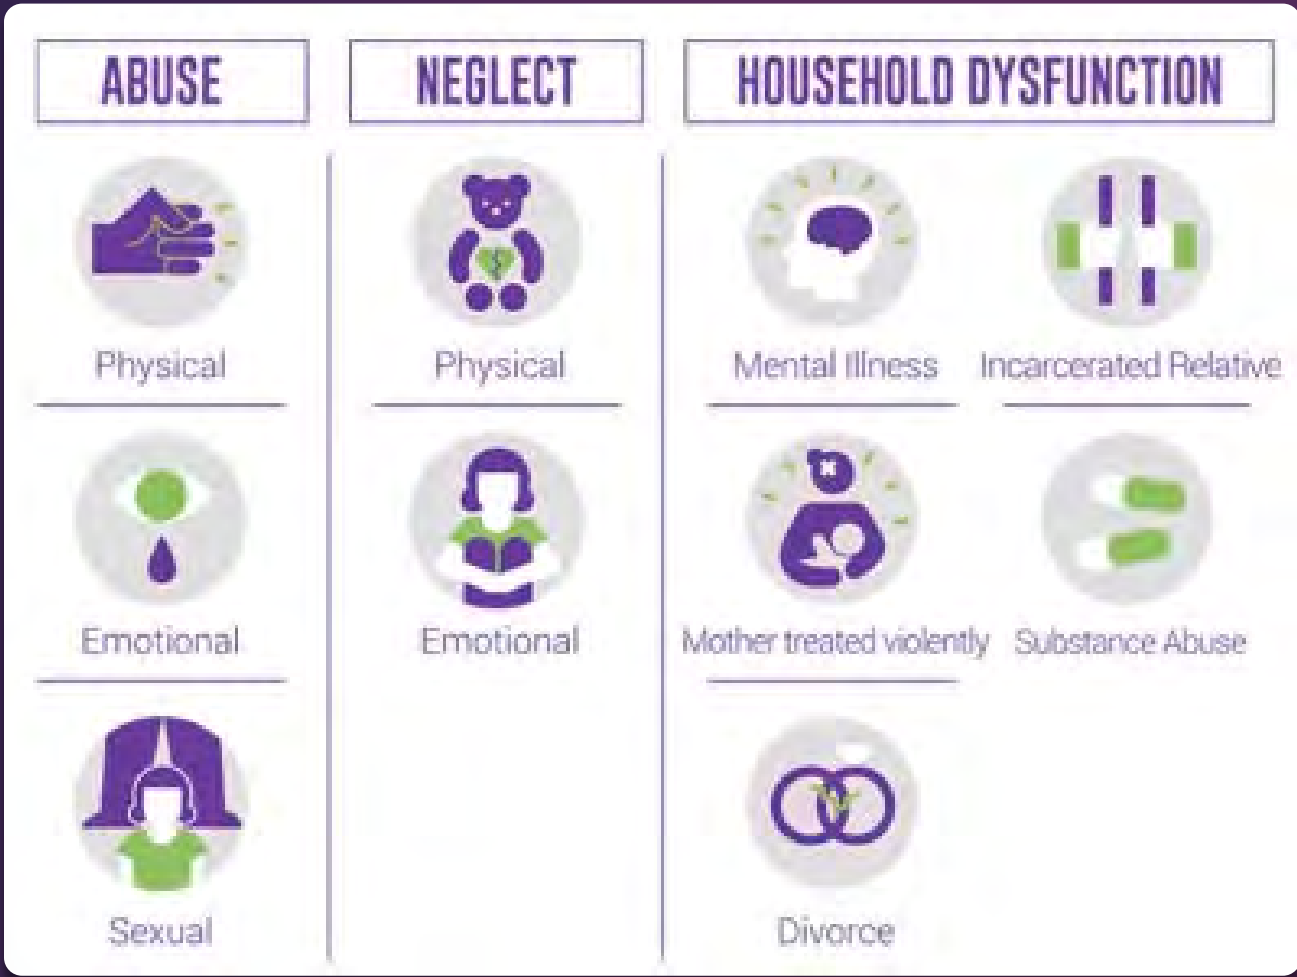 ABUSE
NEGLECT
HOUSEHOLD DYSFUNCTION
Physical
Physical
Mental Illness
Incarcerated Relative
Emotional
Emotional
Mother treated violently
Substance Abuse
Sexual
Divorce